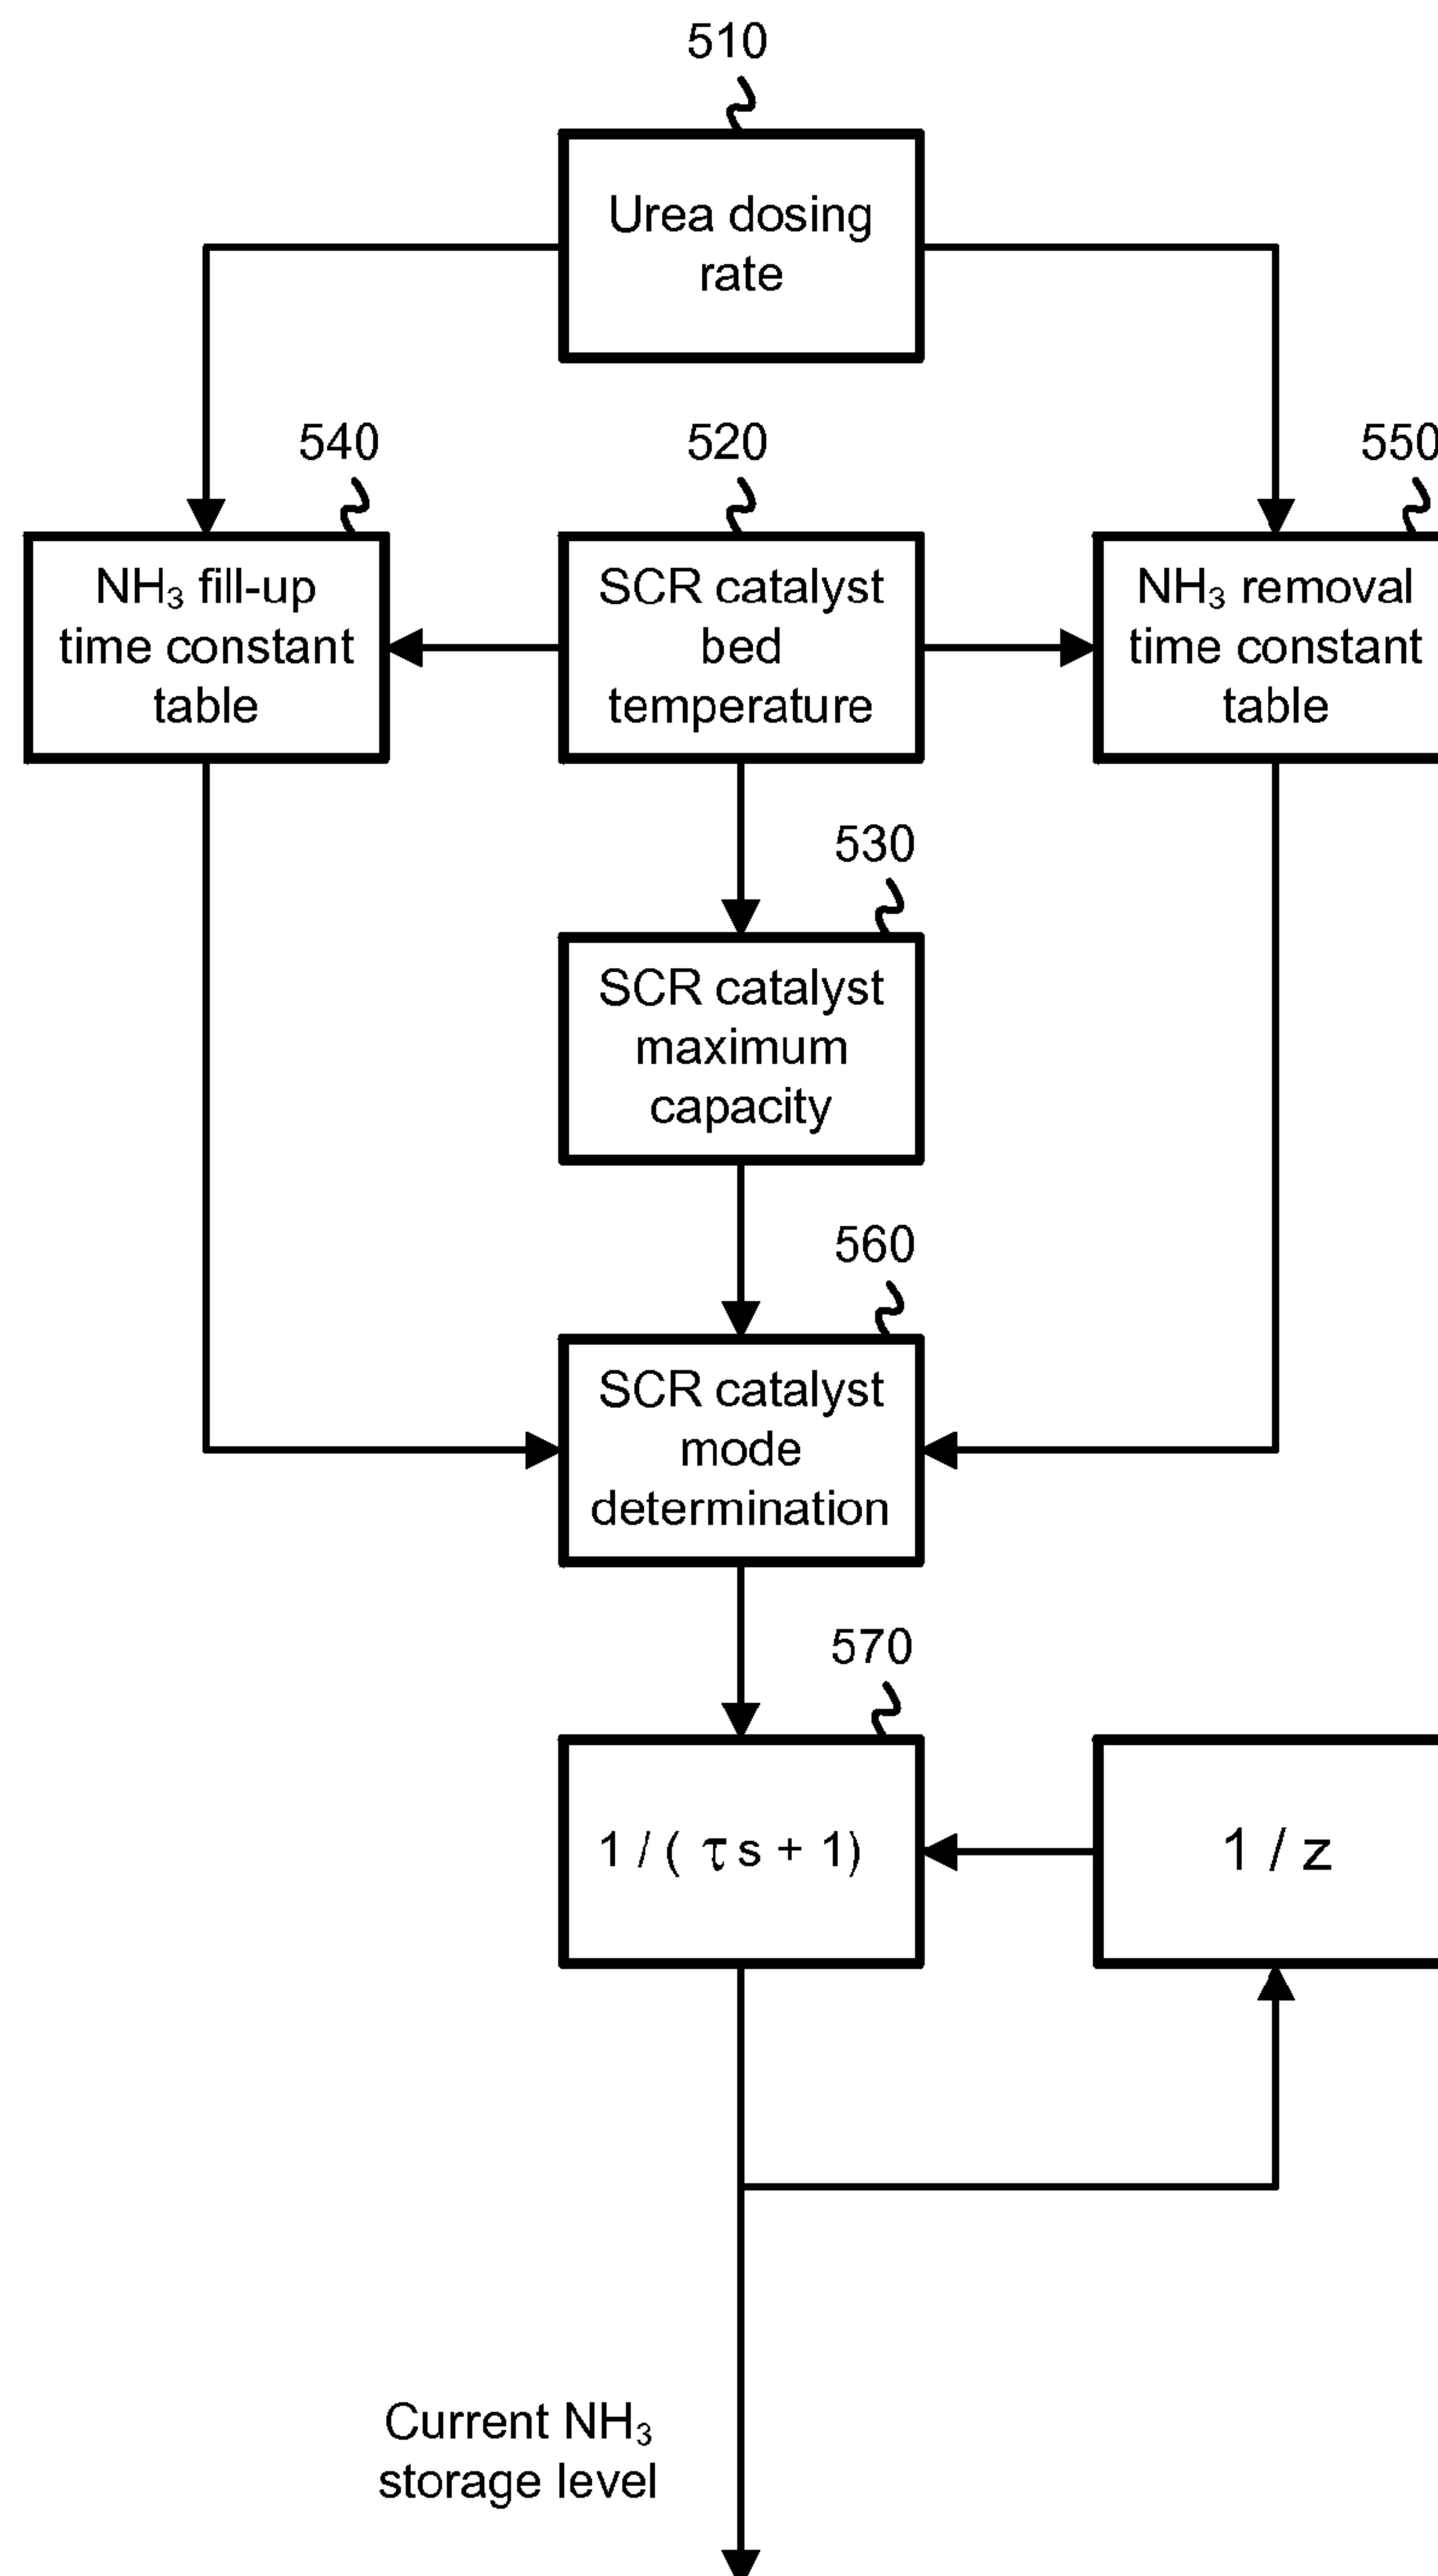 510
Urea dosing
rate
540
520
550
NH₃ fill-up
time constant
table
SCR catalyst
bed
temperature
NH₃ removal
time constant
table
530
SCR catalyst
maximum
capacity
560
SCR catalyst
mode
determination
570
1 / ( τ s + 1)
1 / z
Current NH₃
storage level